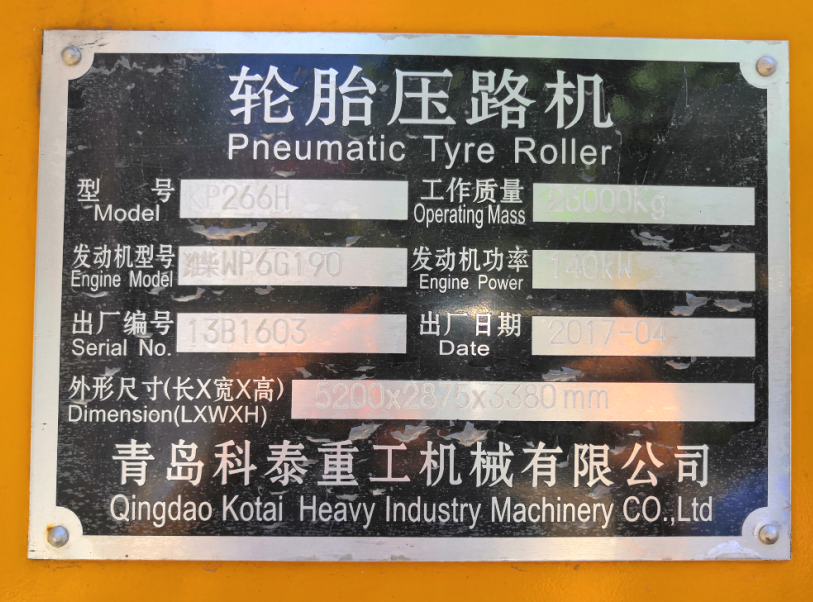 轮胎压路机
Pneumatic Tyre Roller
型 号 KP266H 工作质量 26000Kg
Model Operating Mass
发动机型号 潍柴WP6G190 发动机功率 140kW
Engine Model Engine Power
出厂编号 13B1603 出厂日期 2017-04
Serial No. Date
外形尺寸(长X宽X高) 5200x2875x3380mm
Dimension(LXWXH)
青岛科泰重工机械有限公司
Qingdao Kotai Heavy Industry Machinery CO.,Ltd